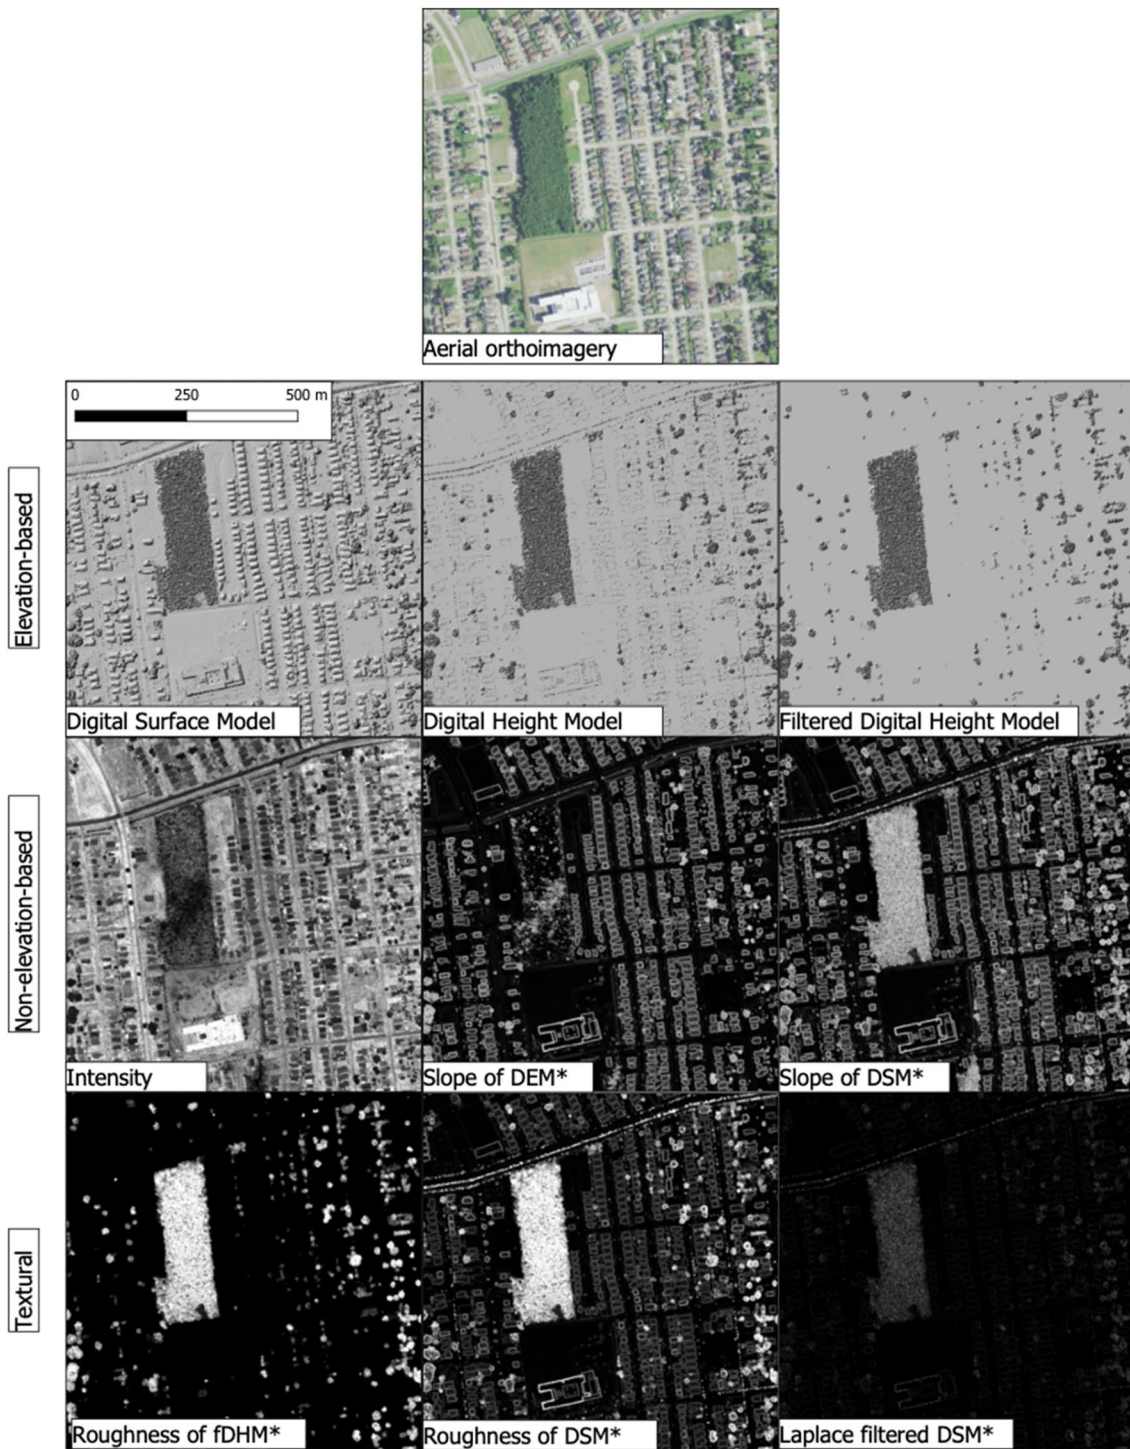 Aerial orthoimagery
0 250 500 m
Elevation-based
Digital Surface Model
Digital Height Model
Filtered Digital Height Model
Non-elevation-based
Intensity
Slope of DEM*
Slope of DSM*
Textural
Roughness of fDHM*
Roughness of DSM*
Laplace filtered DSM*